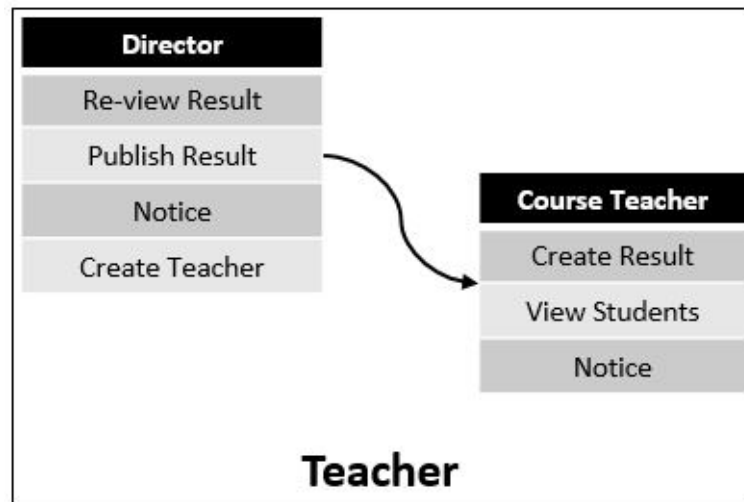 Director
Re-view Result
Publish Result
Notice
Create Teacher
Course Teacher
Create Result
View Students
Notice
Teacher